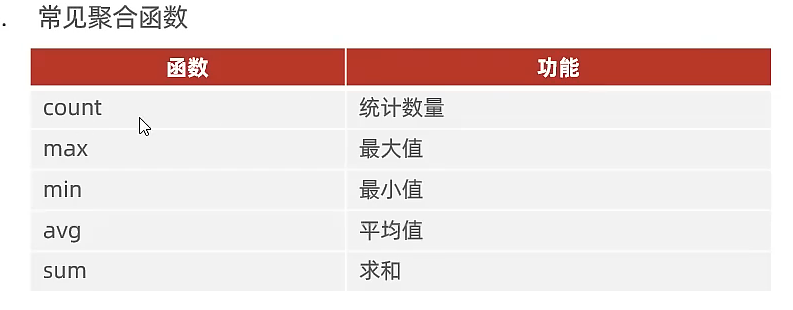 . 常见聚合函数
函数 功能
count 统计数量
max 最大值
min 最小值
avg 平均值
sum 求和